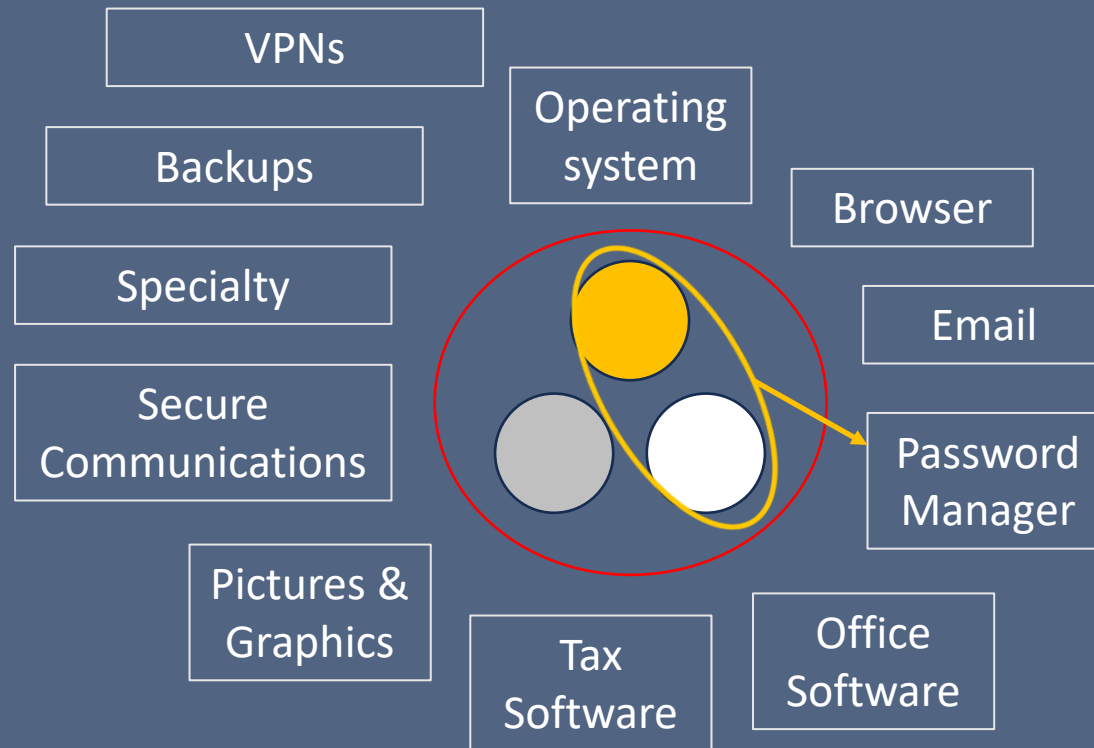 VPNs
Operating
system
Backups
Browser
Specialty
Email
Secure
Communications
Password
Manager
Pictures &
Graphics
Tax
Software
Office
Software